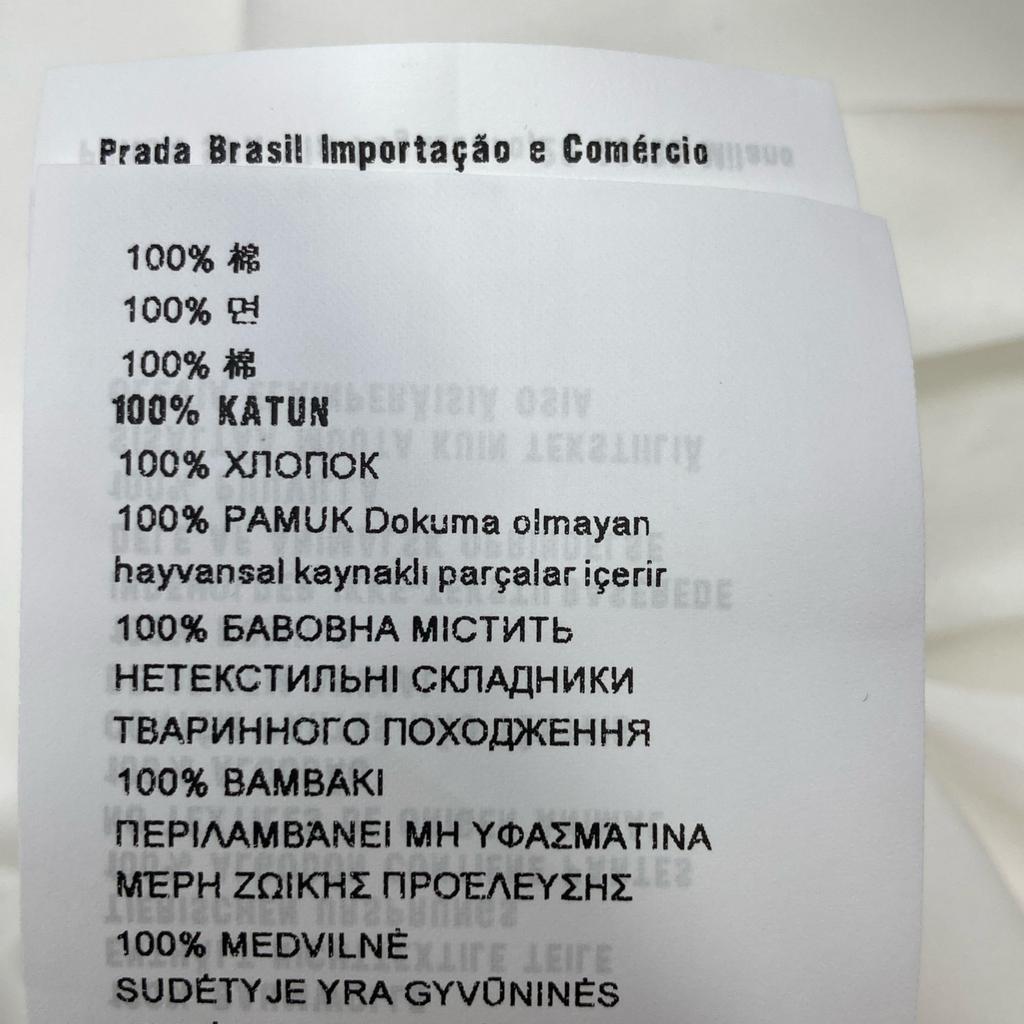 Prada Brasil Importação e Comércio
100% 棉
100% 면
100% 棉
100% KATUN
100% ХЛОПОК
100% PAMUK Dokuma olmayan
hayvansal kaynaklı parçalar içerir
100% БАВОВНА МІСТИТЬ
НЕТЕКСТИЛЬНІ СКЛАДНИКИ
ТВАРИННОГО ПОХОДЖЕННЯ
100% ΒΑΜΒΑΚΙ
ΠΕΡΙΛΑΜΒΆΝΕΙ ΜΗ ΥΦΑΣΜΆΤΙΝΑ
ΜΈΡΗ ΖΩΙΚΉΣ ΠΡΟΈΛΕΥΣΗΣ
100% MEDVILNĖ
SUDĖTYJE YRA GYVŪNINĖS